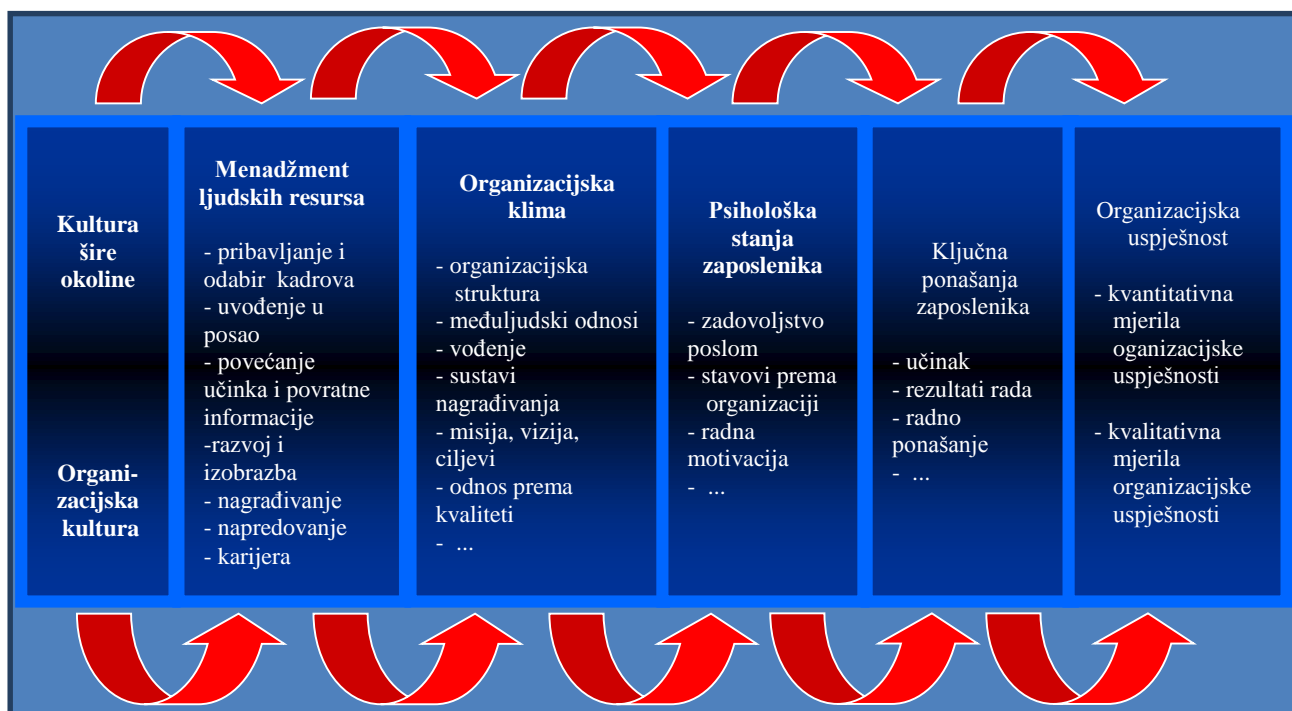 Kultura
šire
okoline
Organi-
zacijska
kultura
Menadžment
ljudskih resursa
- pribavljanje i
odabir kadrova
- uvođenje u
posao
- povećanje
učinka i povratne
informacije
-razvoj i
izobrazba
- nagrađivanje
- napredovanje
- karijera
Organizacijska
klima
- organizacijska
struktura
- međuljudski odnosi
- vođenje
- sustavi
nagrađivanja
- misija, vizija,
ciljevi
- odnos prema
kvaliteti
- ...
Psihološka
stanja
zaposlenika
- zadovoljstvo
poslom
- stavovi prema
organizaciji
- radna
motivacija
- ...
Ključna
ponašanja
zaposlenika
- učinak
- rezultati rada
- radno
ponašanje
- ...
Organizacijska
uspješnost
- kvantitativna
mjerila
oganizacijske
uspješnosti
- kvalitativna
mjerila
organizacijske
uspješnosti